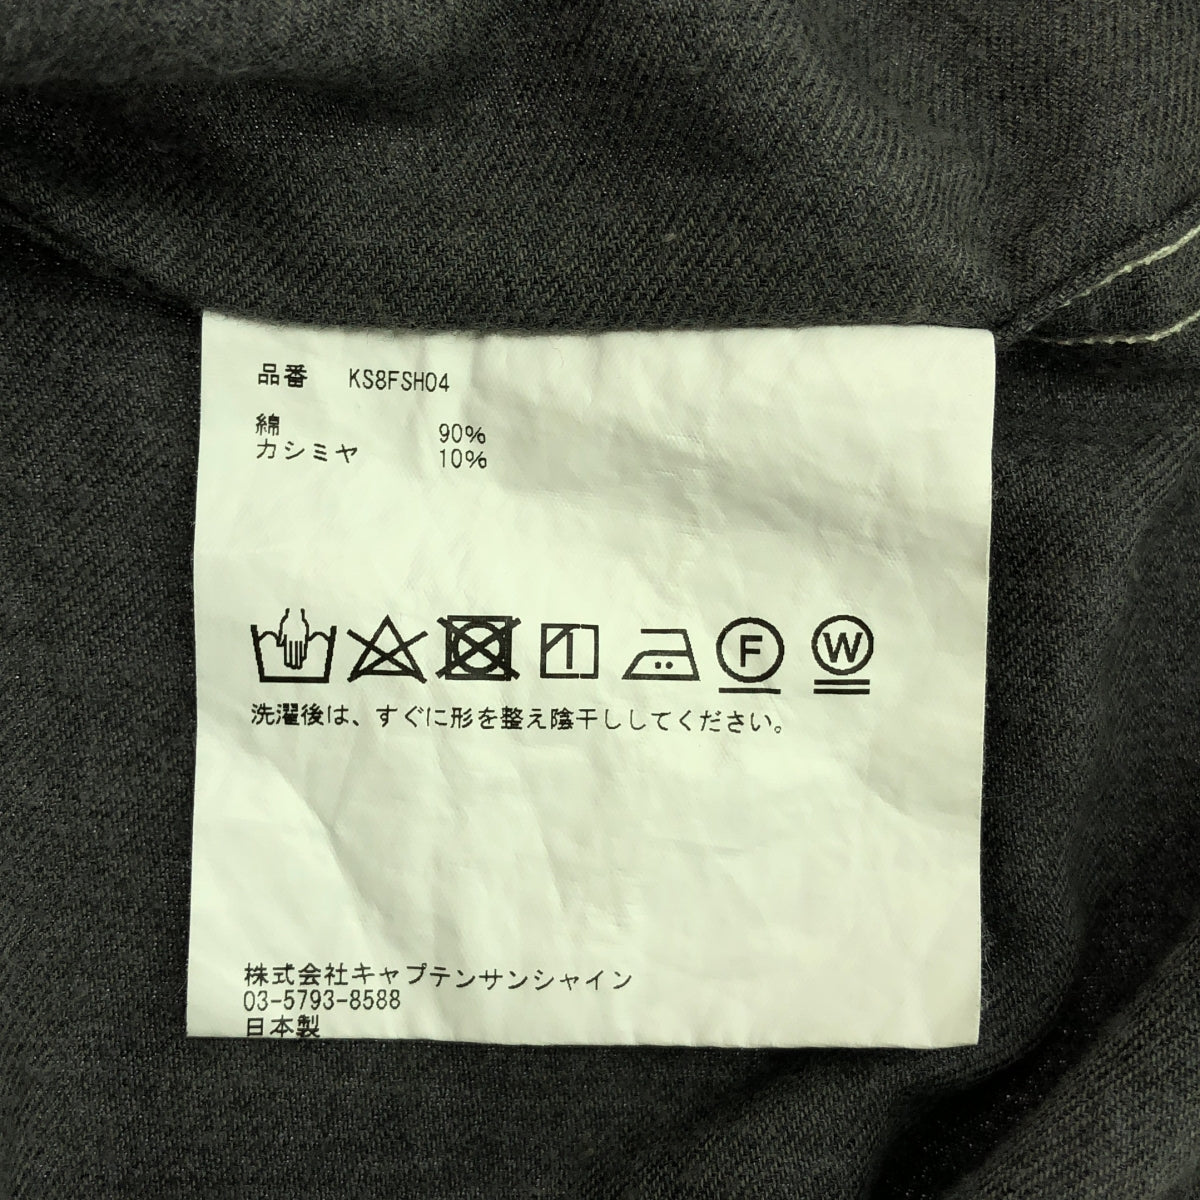 品番 KS8FSH04
綿 90%
カシミヤ 10%
F W
洗濯後は、すぐに形を整え陰干ししてください。
株式会社キャプテンサンシャイン
03-5793-8588
日本製